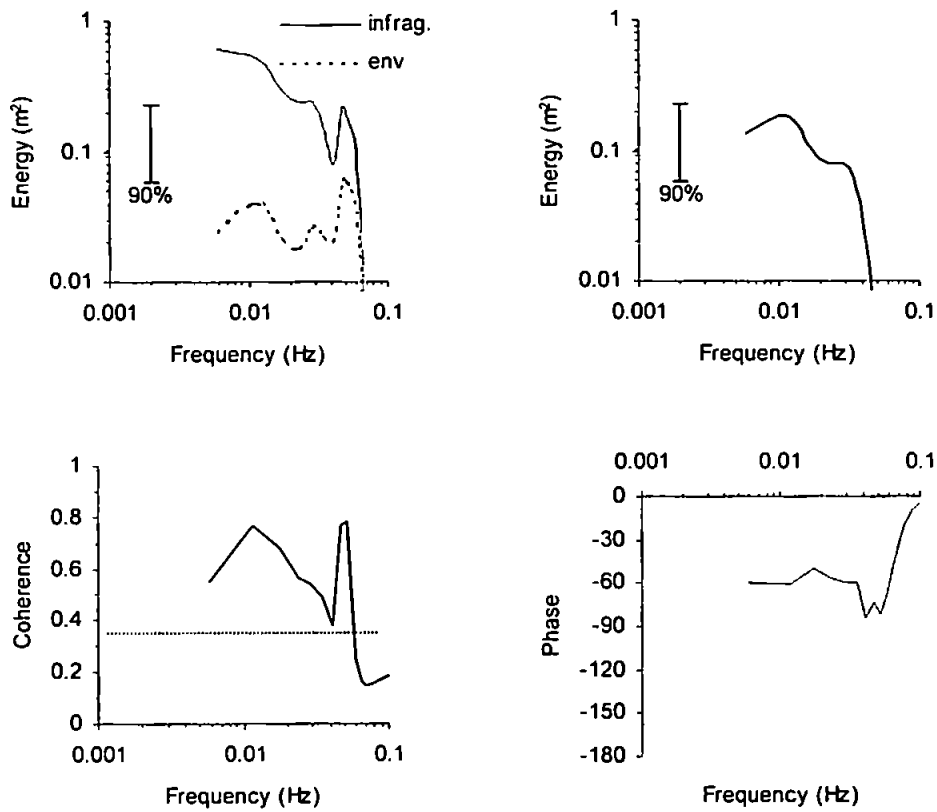 infrag.
env
1
0.1
0.01
Energy (m²)
90%
0.001 0.01 0.1
Frequency (Hz)
1
0.1
0.01
Energy (m²)
90%
0.001 0.01 0.1
Frequency (Hz)
1
0.8
0.6
0.4
0.2
0
Coherence
0.001 0.01 0.1
Frequency (Hz)
0.001 0.01 0.1
0
-30
-60
-90
-120
-150
-180
Phase
Frequency (Hz)